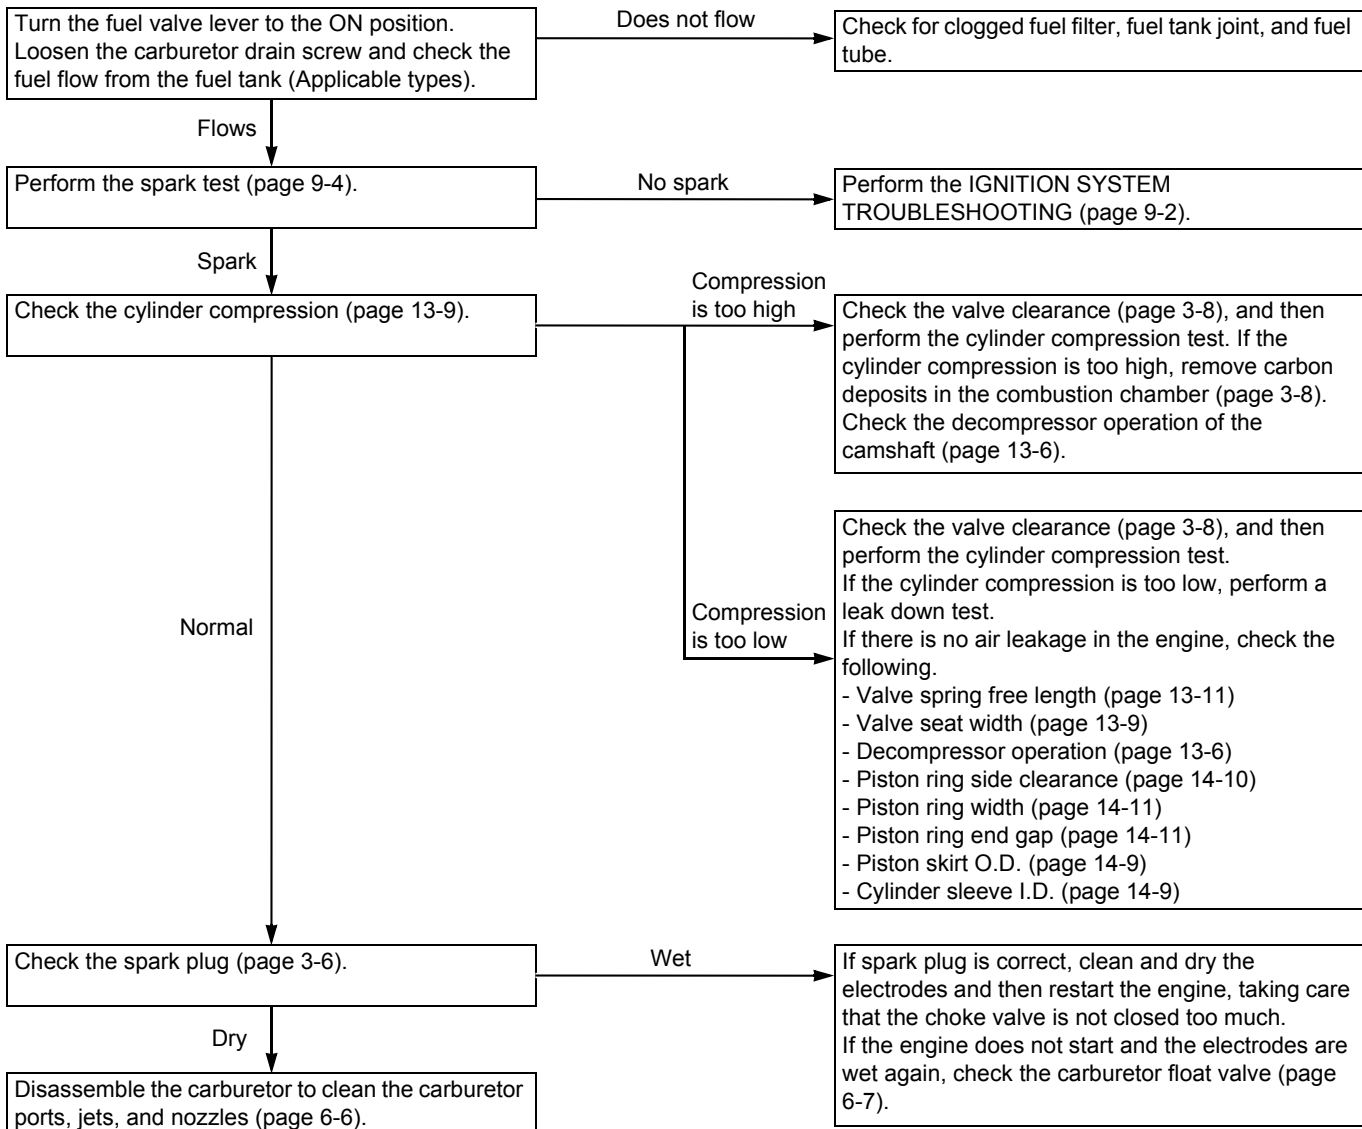 Turn the fuel valve lever to the ON position.
Loosen the carburetor drain screw and check the
fuel flow from the fuel tank (Applicable types).
Does not flow
Check for clogged fuel filter, fuel tank joint, and fuel
tube.
Flows
Perform the spark test (page 9-4).
No spark
Perform the IGNITION SYSTEM
TROUBLESHOOTING (page 9-2).
Spark
Check the cylinder compression (page 13-9).
Compression
is too high
Check the valve clearance (page 3-8), and then
perform the cylinder compression test. If the
cylinder compression is too high, remove carbon
deposits in the combustion chamber (page 3-8).
Check the decompressor operation of the
camshaft (page 13-6).
Compression
is too low
Check the valve clearance (page 3-8), and then
perform the cylinder compression test.
If the cylinder compression is too low, perform a
leak down test.
If there is no air leakage in the engine, check the
following.
- Valve spring free length (page 13-11)
- Valve seat width (page 13-9)
- Decompressor operation (page 13-6)
- Piston ring side clearance (page 14-10)
- Piston ring width (page 14-11)
- Piston ring end gap (page 14-11)
- Piston skirt O.D. (page 14-9)
- Cylinder sleeve I.D. (page 14-9)
Normal
Check the spark plug (page 3-6).
Wet
If spark plug is correct, clean and dry the
electrodes and then restart the engine, taking care
that the choke valve is not closed too much.
If the engine does not start and the electrodes are
wet again, check the carburetor float valve (page
6-7).
Dry
Disassemble the carburetor to clean the carburetor
ports, jets, and nozzles (page 6-6).